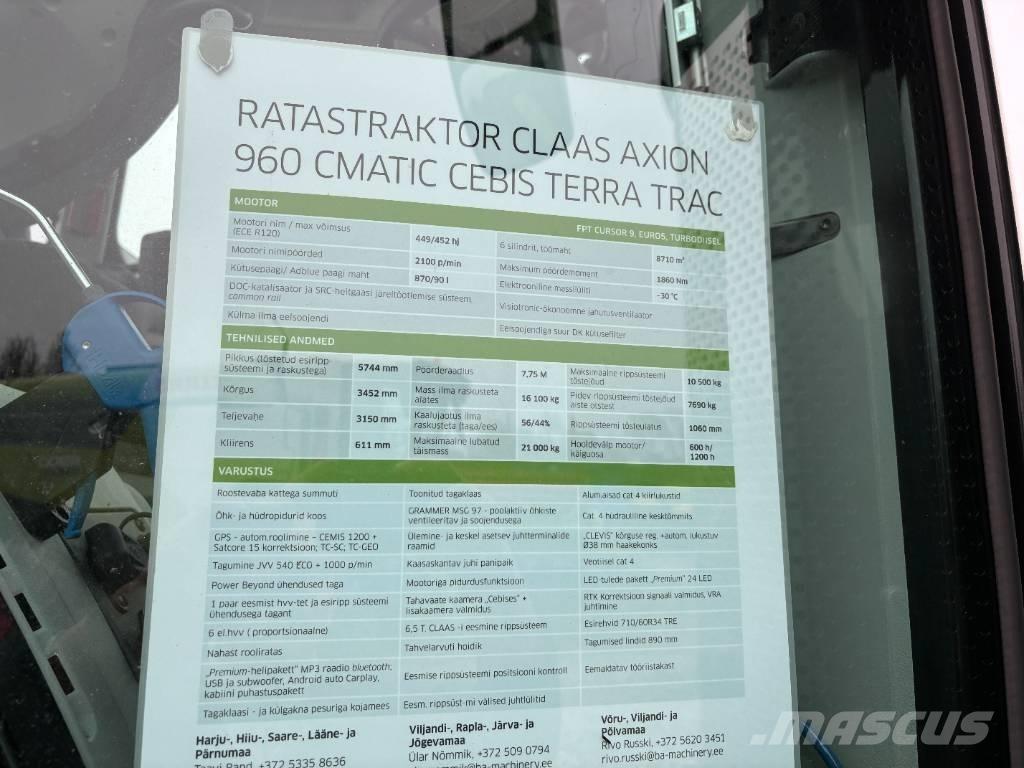 RATASTRAKTOR CLAAS AXION
960 CMATIC CEBIS TERRA TRAC
MOOTOR
FPT CURSOR 9, EURO5, TURBODIISEL
Mootori nim / max võimsus
(ECE R120)
449/452 hj
6 silindrit, töömaht
8710 m³
Mootori nimipöörded
2100 p/min
Maksimum pöördemoment
1860 Nm
Kütusepaagi/ Adblue paagi maht
870/90 l
Elektrooniline massilüliti
-30 °C
DOC-katalisaator ja SRC-heitgaasi järeltöötlemise süsteem,
common rail
Visiotronic-ökonoomne jahutusventilaator
Külma ilma eelsoojendi
Eelsoojendiga suur DK kütusefilter
TEHNILISED ANDMED
Pikkus (tõstetud esiripp-
süsteemi ja raskustega)
5744 mm
Pöörderaadius
7,75 M
Maksimaalne rippsüsteemi
tõstejõud
10 500 kg
Kõrgus
3452 mm
Mass ilma raskusteta
alates
16 100 kg
Pidev rippsüsteemi tõstejõud
aiste otstest
7690 kg
Teljevahe
3150 mm
Kaalujaotus ilma
raskusteta (taga/ees)
56/44%
Rippsüsteemi tõsteulatus
1060 mm
Kliirens
611 mm
Maksimaalne lubatud
täismass
21 000 kg
Hooldevälp mootor/
käiguosa
600 h/
1200 h
VARUSTUS
Roostevaba kattega summuti
Toonitud tagaklaas
Alum.aisad cat 4 kiirlukustid
Õhk- ja hüdropidurid koos
GRAMMER MSG 97 - poolaktiiv õhkiste
ventileeritav ja soojendusega
Cat. 4 hüdrauliline kesktõmmits
GPS - autom.roolimine – CEMIS 1200 +
Satcore 15 korrektsioon; TC-SC; TC-GEO
Ülemine- ja keskel asetsev juhtterminalide
raamid
„CLEVIS" kõrguse reg. +autom. lukustuv
Ø38 mm haakekonks
Tagumine JVV 540 ECO + 1000 p/min
Kaasaskantav juhi panipaik
Veotiisel cat 4
Power Beyond ühendused taga
Mootoriga pidurdusfunktsioon
LED tulede pakett „Premium" 24 LED
1 paar eesmist hvv-tet ja esiripp süsteemi
ühendusega tagant
Tahavaate kaamera „Cebises" +
lisakaamera valmidus
RTK Korrektsioon signaali valmidus, VRA
juhtimine
6 el.hvv ( proportsionaalne)
6,5 T. CLAAS -i eesmine rippsüsteem
Esirehvid 710/60R34 TRE
Nahast rooliratas
Tahvelarvuti hoidik
Tagumised lindid 890 mm
„Premium-helipakett" MP3 raadio bluetooth,
USB ja subwoofer, Android auto Carplay,
kabiini puhastuspakett
Eesmise rippsüsteemi positsiooni kontroll
Eemaldatav tööriistakast
Tagaklaasi - ja külgakna pesuriga kojamees
Eesm. rippsüst-mi välised juhtlülitid
Harju-, Hiiu-, Saare-, Lääne- ja
Pärnumaa
Taavi Rand, +372 5335 8636
Viljandi-, Rapla-, Järva- ja
Jõgevamaa
Ülar Nõmmik, +372 509 0794
Võru-, Viljandi- ja
Põlvamaa
Rivo Russki, +372 5620 3451
rivo.russki@ba-machinery.ee
MASCUS